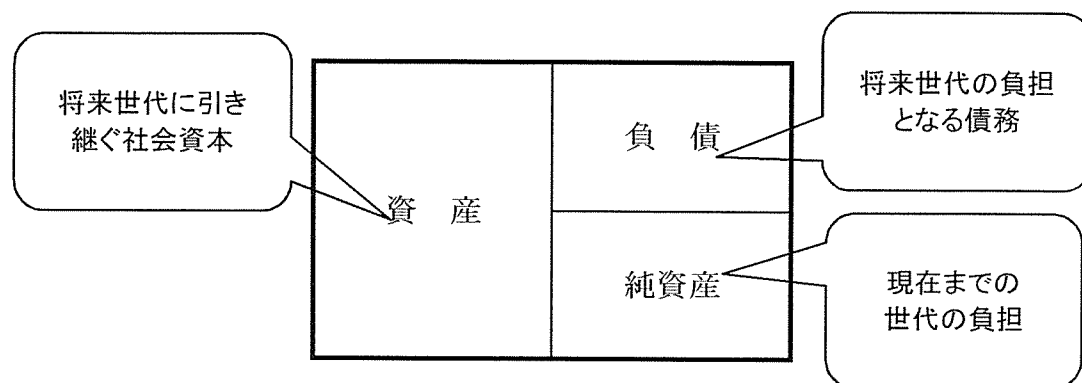 将来世代に引き
継ぐ社会資本
資　産
負　債
純資産
将来世代の負担
となる債務
現在までの
世代の負担